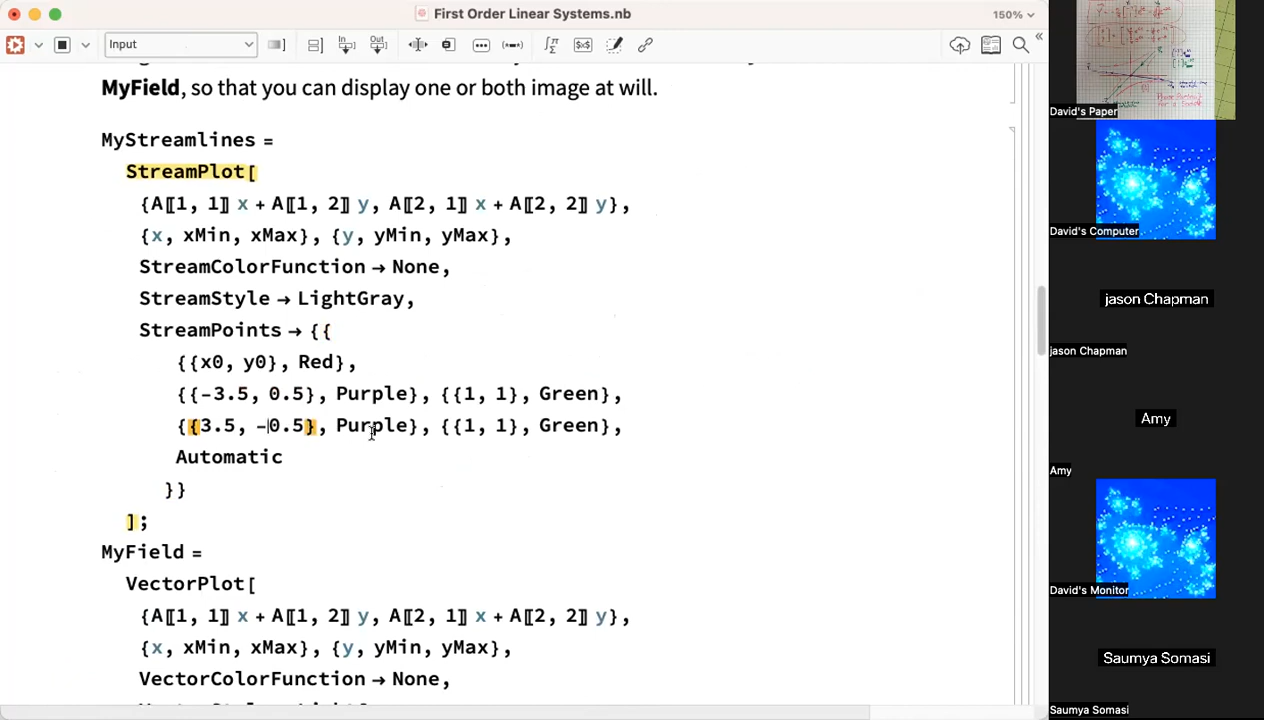 First Order Linear Systems.nb
150%
Input
MyField, so that you can display one or both image at will.
MyStreamlines =
StreamPlot[
{A[[1, 1]] x + A[[1, 2]] y, A[[2, 1]] x + A[[2, 2]] y},
{x, xMin, xMax}, {y, yMin, yMax},
StreamColorFunction → None,
StreamStyle → LightGray,
StreamPoints → {{
{{x0, y0}, Red},
{{-3.5, 0.5}, Purple}, {{1, 1}, Green},
{{3.5, -0.5}, Purple}, {{1, 1}, Green},
Automatic
}}
];
MyField =
VectorPlot[
{A[[1, 1]] x + A[[1, 2]] y, A[[2, 1]] x + A[[2, 2]] y},
{x, xMin, xMax}, {y, yMin, yMax},
VectorColorFunction → None,
David's Paper
David's Computer
jason Chapman
jason Chapman
Amy
Amy
David's Monitor
Saumya Somasi
Saumya Somasi